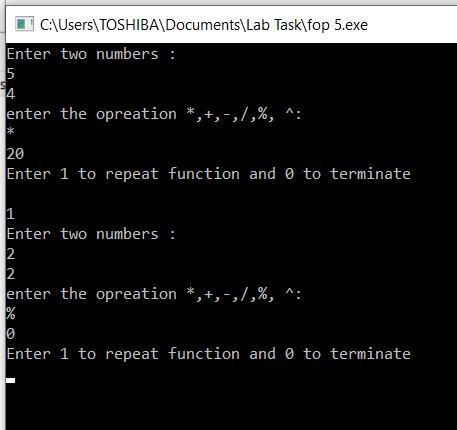 C:\Users\TOSHIBA\Documents\Lab Task\fop 5.exe
Enter two numbers :
5
4
enter the opreation *,+,-,/,%, ^:
*
20
Enter 1 to repeat function and 0 to terminate
1
Enter two numbers :
2
2
enter the opreation *,+,-,/,%, ^:
%
0
Enter 1 to repeat function and 0 to terminate